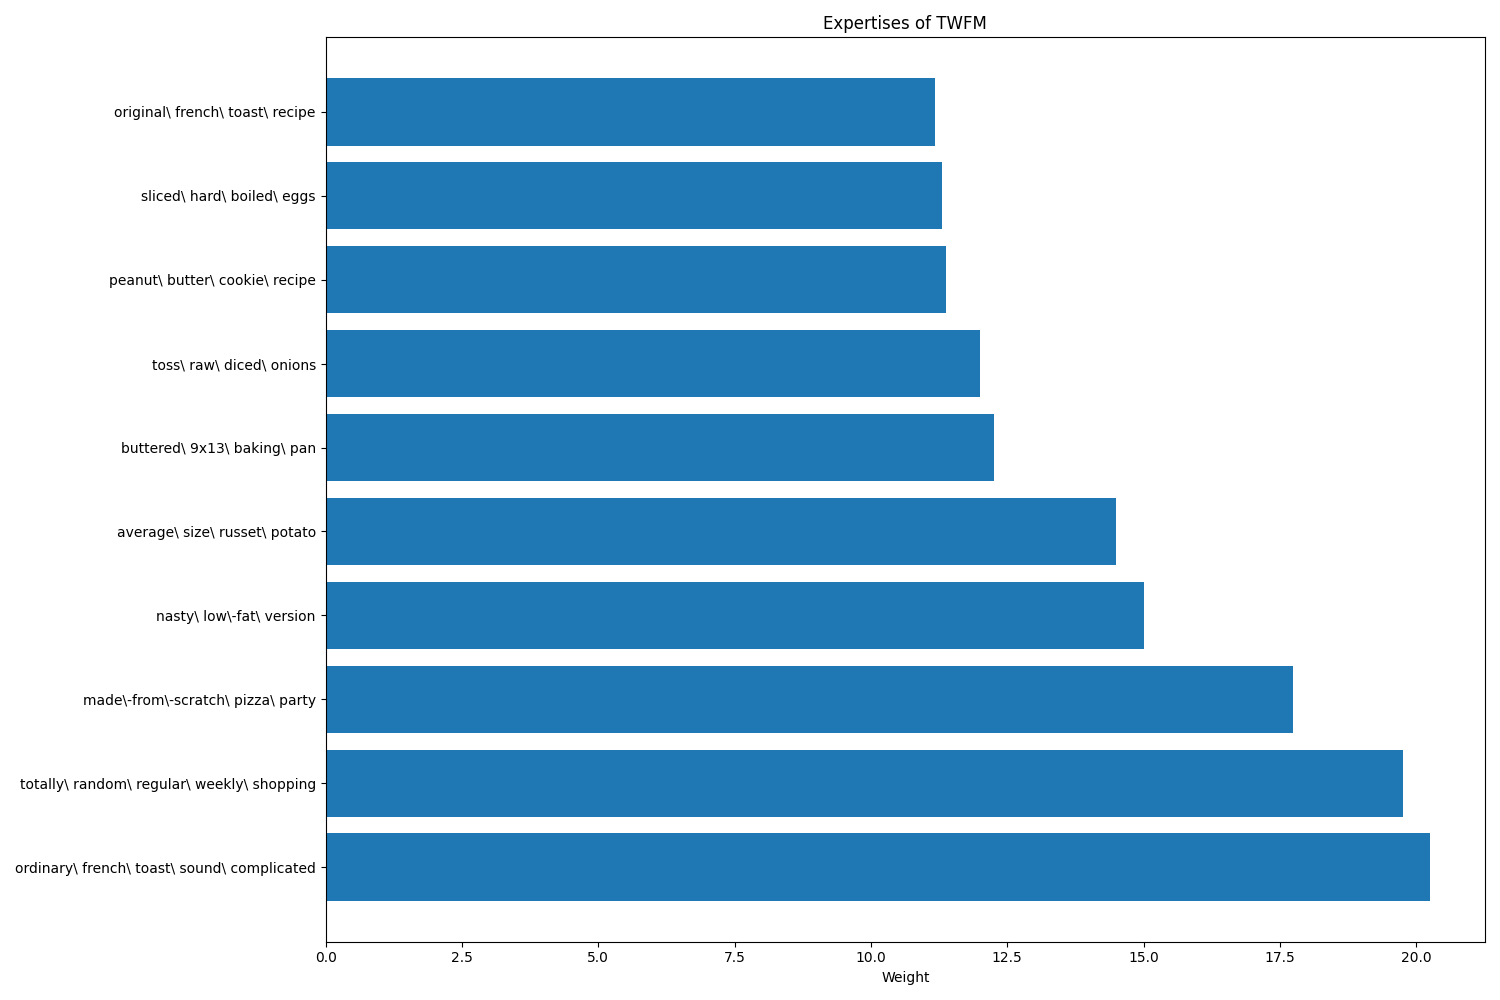 Expertises of TWFM
original\ french\ toast\ recipe
sliced\ hard\ boiled\ eggs
peanut\ butter\ cookie\ recipe
toss\ raw\ diced\ onions
buttered\ 9x13\ baking\ pan
average\ size\ russet\ potato
nasty\ low\-fat\ version
made\-from\-scratch\ pizza\ party
totally\ random\ regular\ weekly\ shopping
ordinary\ french\ toast\ sound\ complicated
0.0 2.5 5.0 7.5 10.0 12.5 15.0 17.5 20.0
Weight